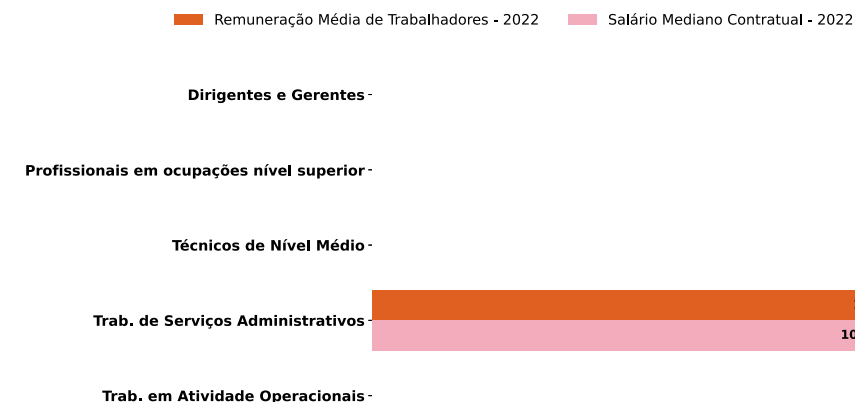 Remuneração Média de Trabalhadores - 2022 Salário Mediano Contratual - 2022
Dirigentes e Gerentes
Profissionais em ocupações nível superior
Técnicos de Nível Médio
Trab. de Serviços Administrativos
Trab. em Atividade Operacionais